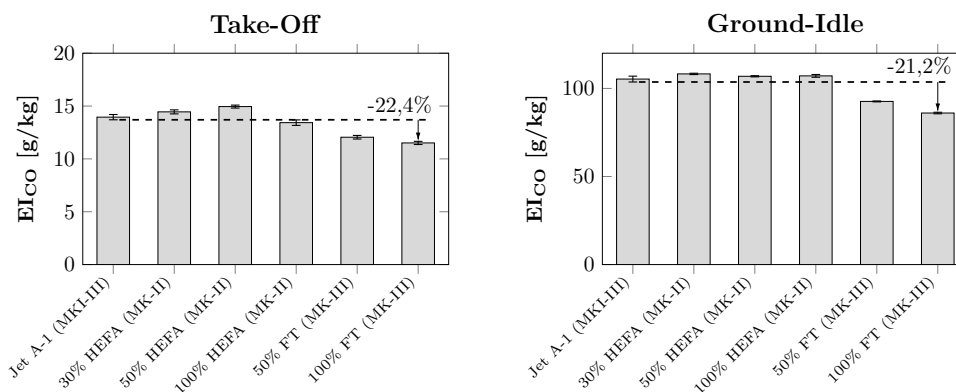 Take-Off
EI_CO [g/kg]
20
15
10
5
0
-22,4%
Jet A-1 (MKI-III)
30% HEFA (MK-II)
50% HEFA (MK-II)
100% HEFA (MK-II)
50% FT (MK-III)
100% FT (MK-III)
Ground-Idle
EI_CO [g/kg]
100
50
0
-21,2%
Jet A-1 (MKI-III)
30% HEFA (MK-II)
50% HEFA (MK-II)
100% HEFA (MK-II)
50% FT (MK-III)
100% FT (MK-III)